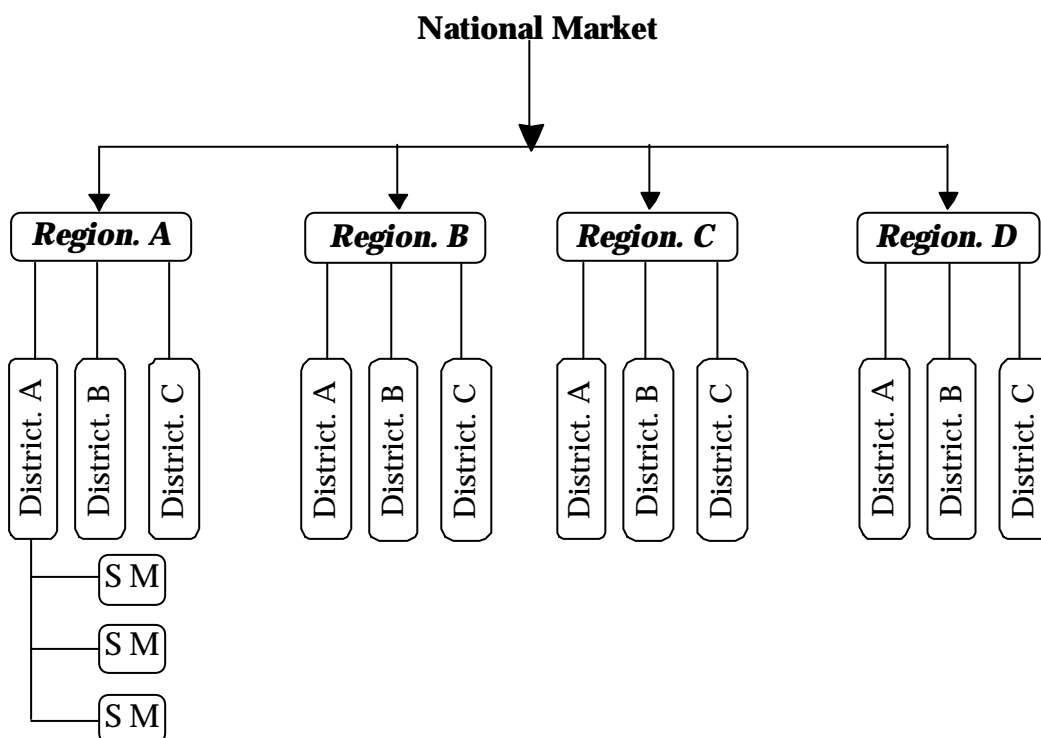 National Market
Region. A
Region. B
Region. C
Region. D
District. A
District. B
District. C
District. A
District. B
District. C
District. A
District. B
District. C
District. A
District. B
District. C
S M
S M
S M